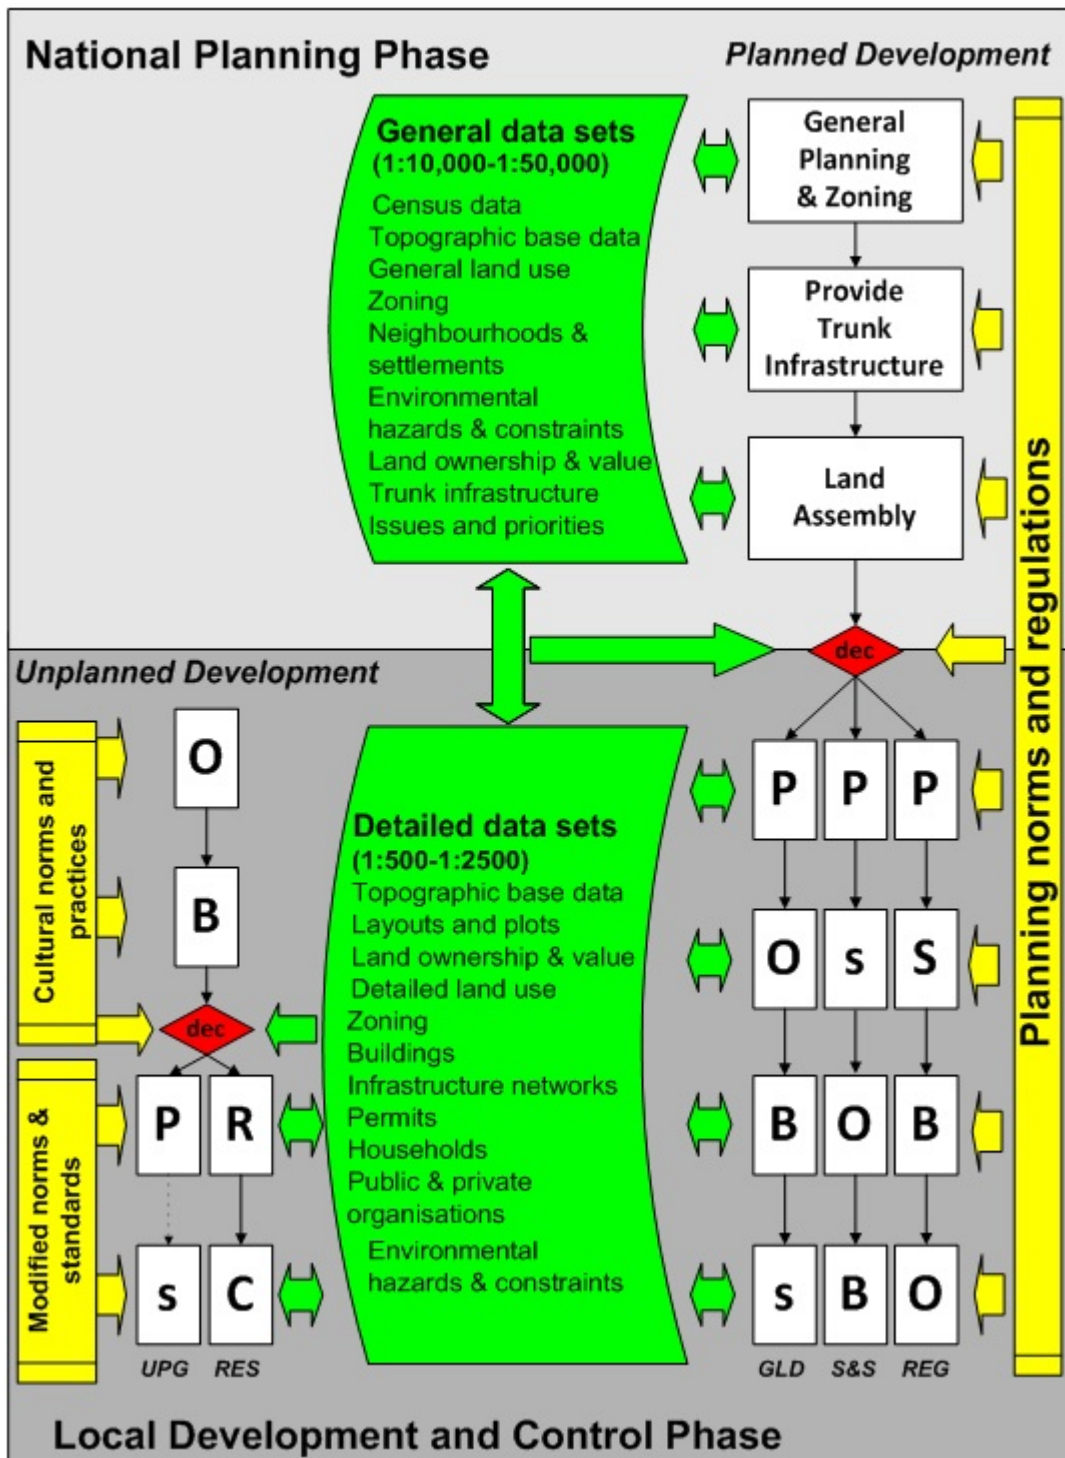 National Planning Phase
Planned Development
General data sets
(1:10,000-1:50,000)
Census data
Topographic base data
General land use
Zoning
Neighbourhoods &
settlements
Environmental
hazards & constraints
Land ownership & value
Trunk infrastructure
Issues and priorities
General
Planning
& Zoning
Provide
Trunk
Infrastructure
Land
Assembly
dec
Planning norms and regulations
Unplanned Development
Cultural norms and
practices
O
B
dec
Modified norms &
standards
P R
s C
UPG RES
Detailed data sets
(1:500-1:2500)
Topographic base data
Layouts and plots
Land ownership & value
Detailed land use
Zoning
Buildings
Infrastructure networks
Permits
Households
Public & private
organisations
Environmental
hazards & constraints
P P P
O s S
B O B
s B O
GLD S&S REG
Local Development and Control Phase